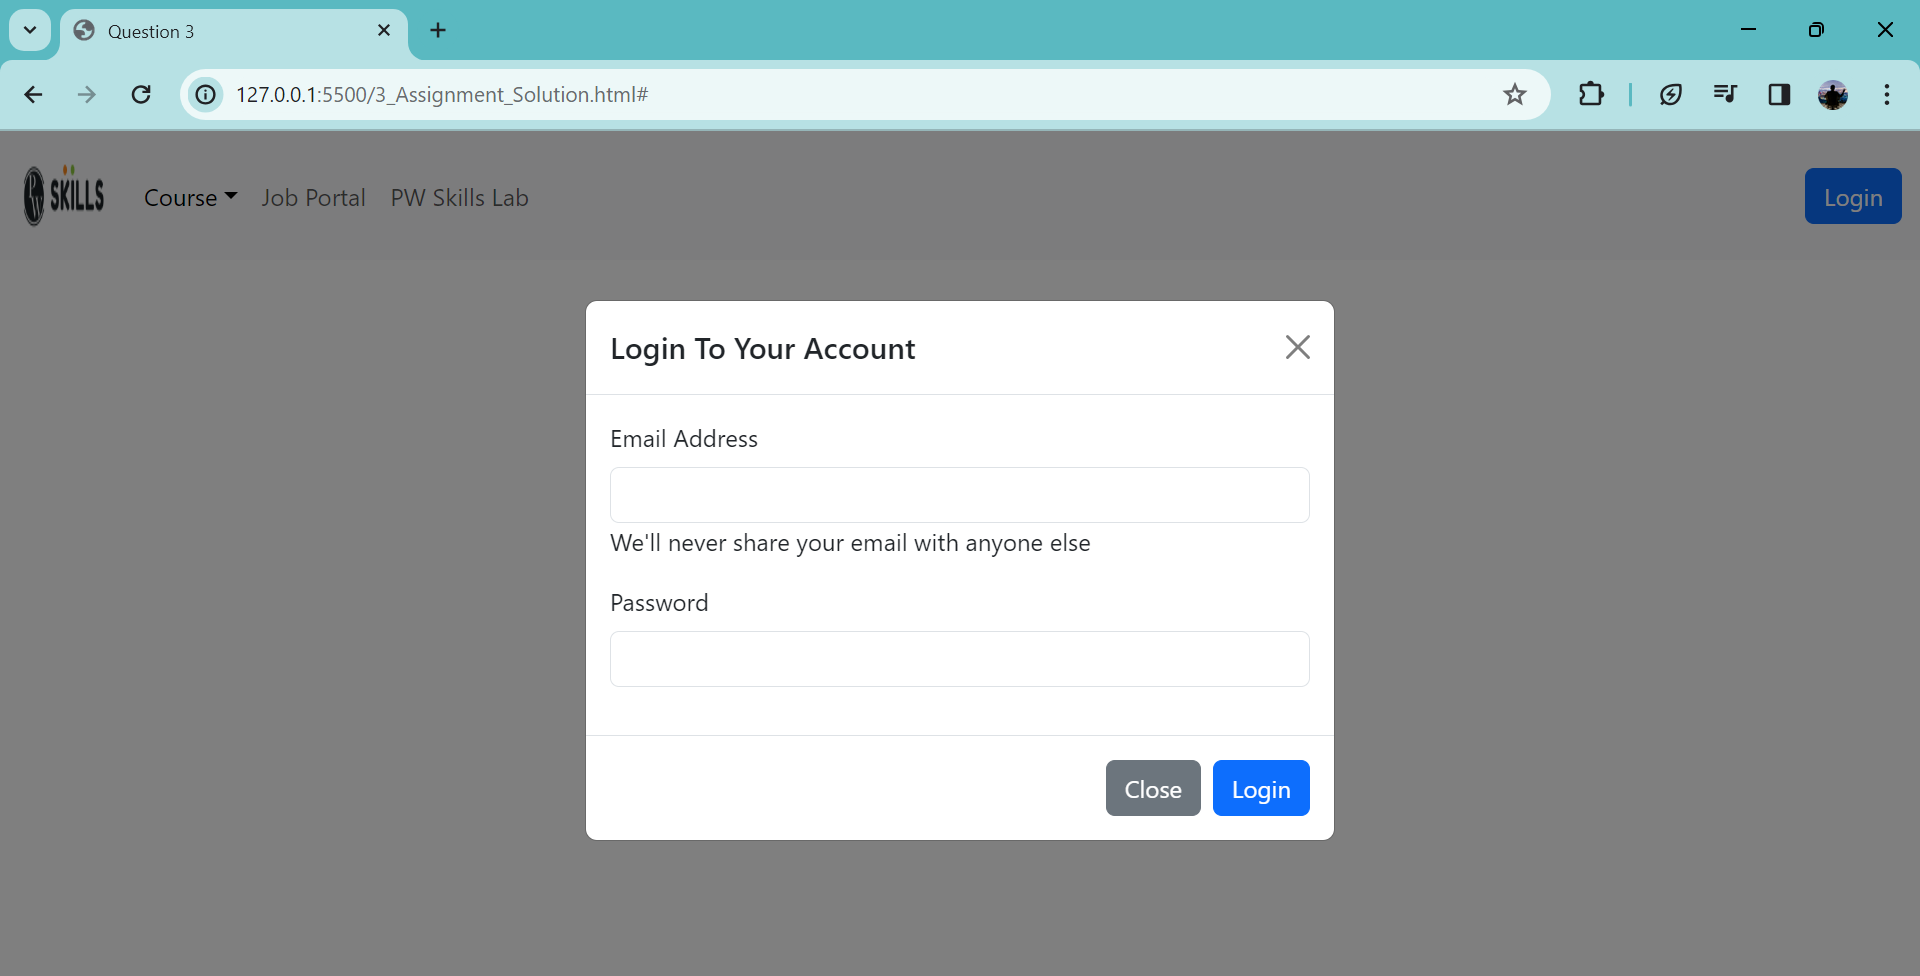 Question 3
127.0.0.1:5500/3_Assignment_Solution.html#
PW SKILLS Course Job Portal PW Skills Lab Login
Login To Your Account
Email Address
We'll never share your email with anyone else
Password
Close Login